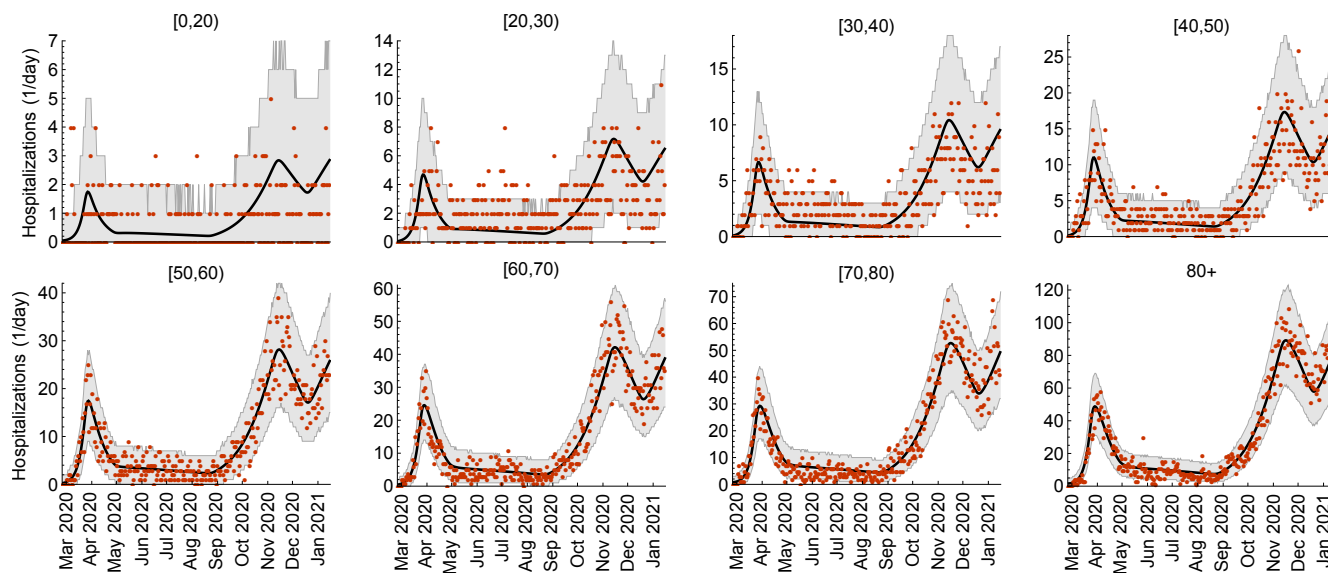 [0,20)
[20,30)
[30,40)
[40,50)
Hospitalizations (1/day)
7
6
5
4
3
2
1
0
14
12
10
8
6
4
2
0
15
10
5
0
25
20
15
10
5
0
[50,60)
[60,70)
[70,80)
80+
Hospitalizations (1/day)
40
30
20
10
0
60
50
40
30
20
10
0
70
60
50
40
30
20
10
0
120
100
80
60
40
20
0
Mar 2020
Apr 2020
May 2020
Jun 2020
Jul 2020
Aug 2020
Sep 2020
Oct 2020
Nov 2020
Dec 2020
Jan 2021
Mar 2020
Apr 2020
May 2020
Jun 2020
Jul 2020
Aug 2020
Sep 2020
Oct 2020
Nov 2020
Dec 2020
Jan 2021
Mar 2020
Apr 2020
May 2020
Jun 2020
Jul 2020
Aug 2020
Sep 2020
Oct 2020
Nov 2020
Dec 2020
Jan 2021
Mar 2020
Apr 2020
May 2020
Jun 2020
Jul 2020
Aug 2020
Sep 2020
Oct 2020
Nov 2020
Dec 2020
Jan 2021